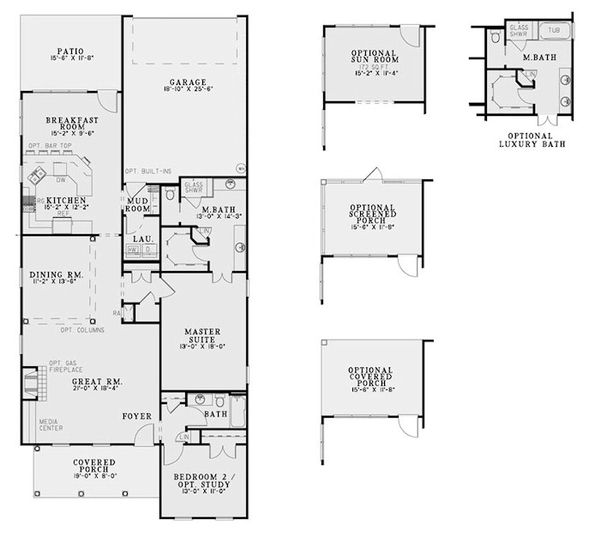 PATIO
15'-6" X 11'-8"
GARAGE
18'-10" X 25'-6"
BREAKFAST
ROOM
15'-2" X 9'-6"
OPT. BAR TOP
DW
RG
KITCHEN
15'-2" X 12'-2"
REF
OPT. BUILT-INS
MUD
ROOM
LAU.
(W)
(D)
GLASS
SHWR
M.BATH
13'-0" X 14'-3"
DINING RM.
11'-2" X 13'-6"
OPT. COLUMNS
RA
MASTER
SUITE
13'-0" X 18'-0"
OPT. GAS
FIREPLACE
GREAT RM.
21'-0" X 18'-4"
MEDIA
CENTER
FOYER
BATH
LIN
COVERED
PORCH
19'-0" X 8'-0"
BEDROOM 2 /
OPT. STUDY
13'-0" X 11'-0"
OPTIONAL
SUN ROOM
172 SQ.FT
15'-2" X 11'-4"
GLASS
SHWR
TUB
M.BATH
LIN
OPTIONAL
LUXURY BATH
OPTIONAL
SCREENED
PORCH
15'-6" X 11'-8"
OPTIONAL
COVERED
PORCH
15'-6" X 11'-8"